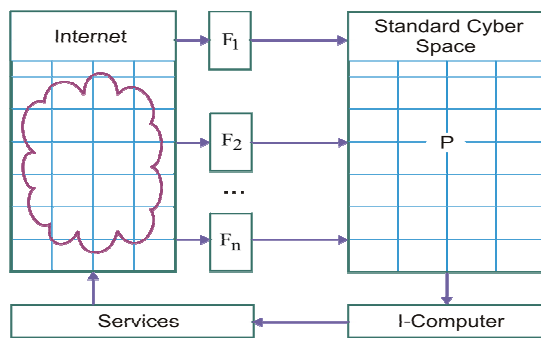 Internet
F1
Standard Cyber
Space
F2
P
...
Fn
Services
I-Computer